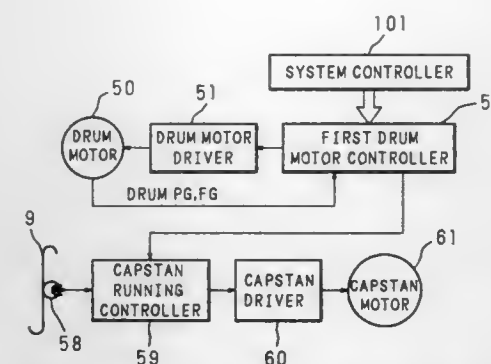 101
SYSTEM CONTROLLER
50
51
5
DRUM MOTOR
DRUM MOTOR DRIVER
FIRST DRUM MOTOR CONTROLLER
DRUM PG,FG
9
61
CAPSTAN RUNNING CONTROLLER
CAPSTAN DRIVER
CAPSTAN MOTOR
58
59
60